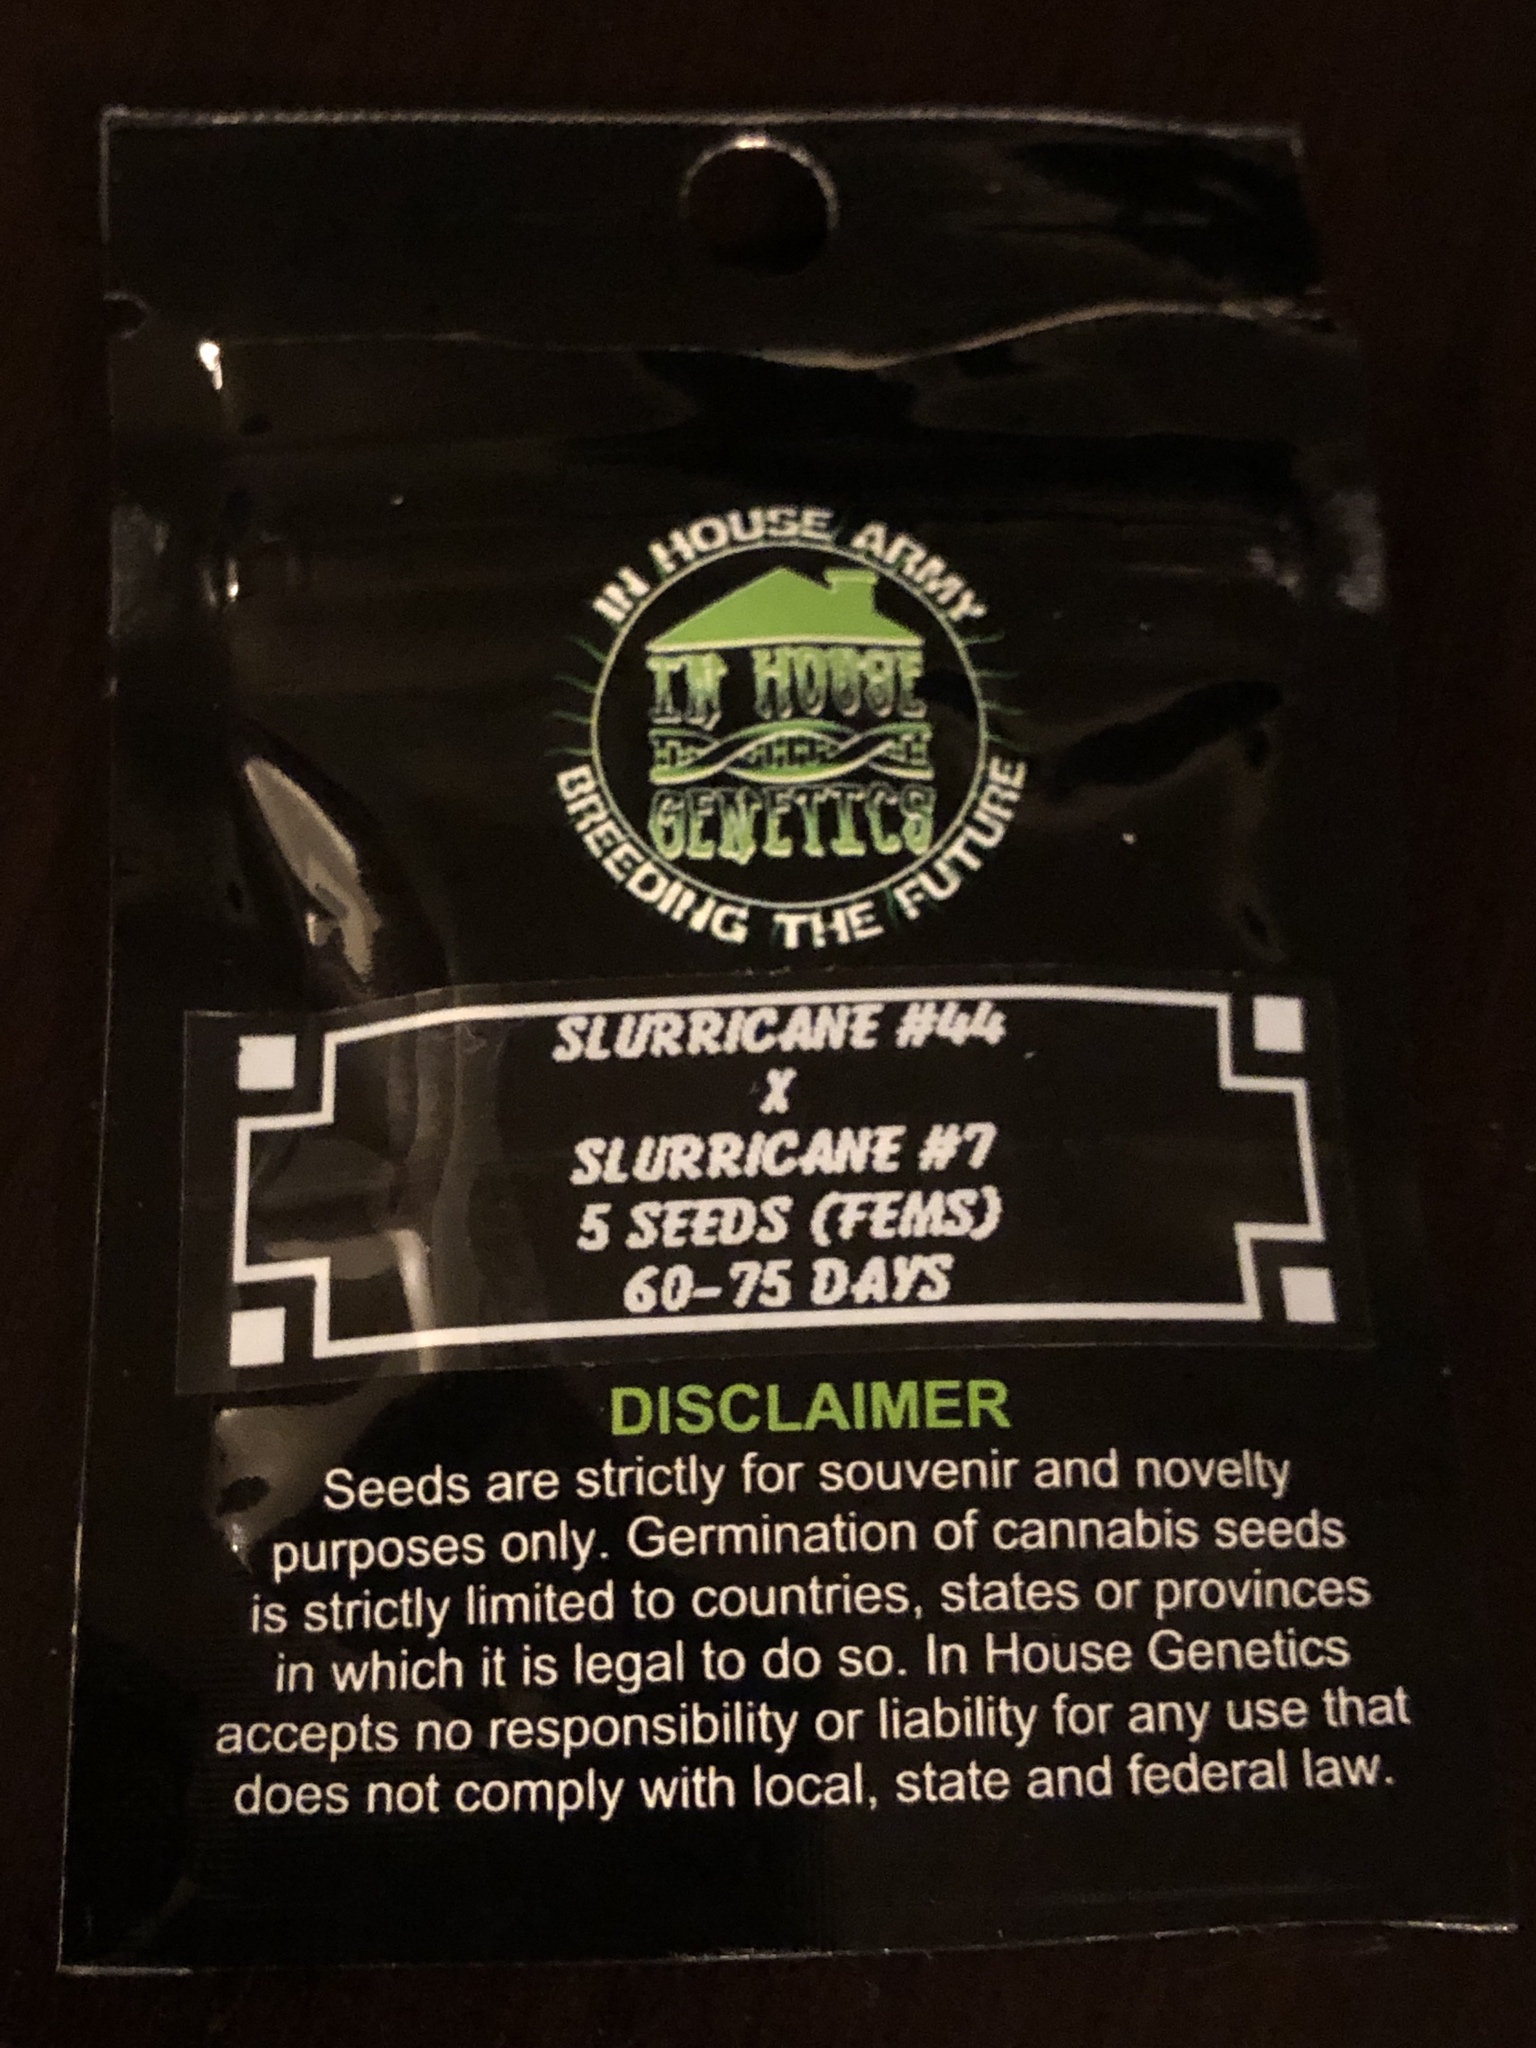 IN HOUSE ARMY
IN HOUSE
GENETICS
BREEDING THE FUTURE
SLURRICANE #44
X
SLURRICANE #7
5 SEEDS (FEMS)
60-75 DAYS
DISCLAIMER
Seeds are strictly for souvenir and novelty
purposes only. Germination of cannabis seeds
is strictly limited to countries, states or provinces
in which it is legal to do so. In House Genetics
accepts no responsibility or liability for any use that
does not comply with local, state and federal law.